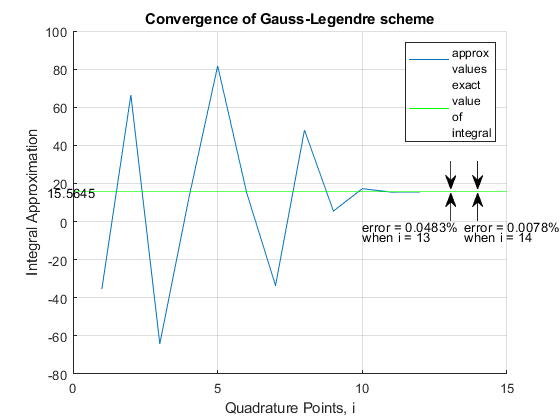 Convergence of Gauss-Legendre scheme
100
80
60
40
20
15.5645
0
-20
-40
-60
-80
0
5
10
15
Integral Approximation
Quadrature Points, i
approx
values
exact
value
of
integral
error = 0.0483%
when i = 13
error = 0.0078%
when i = 14